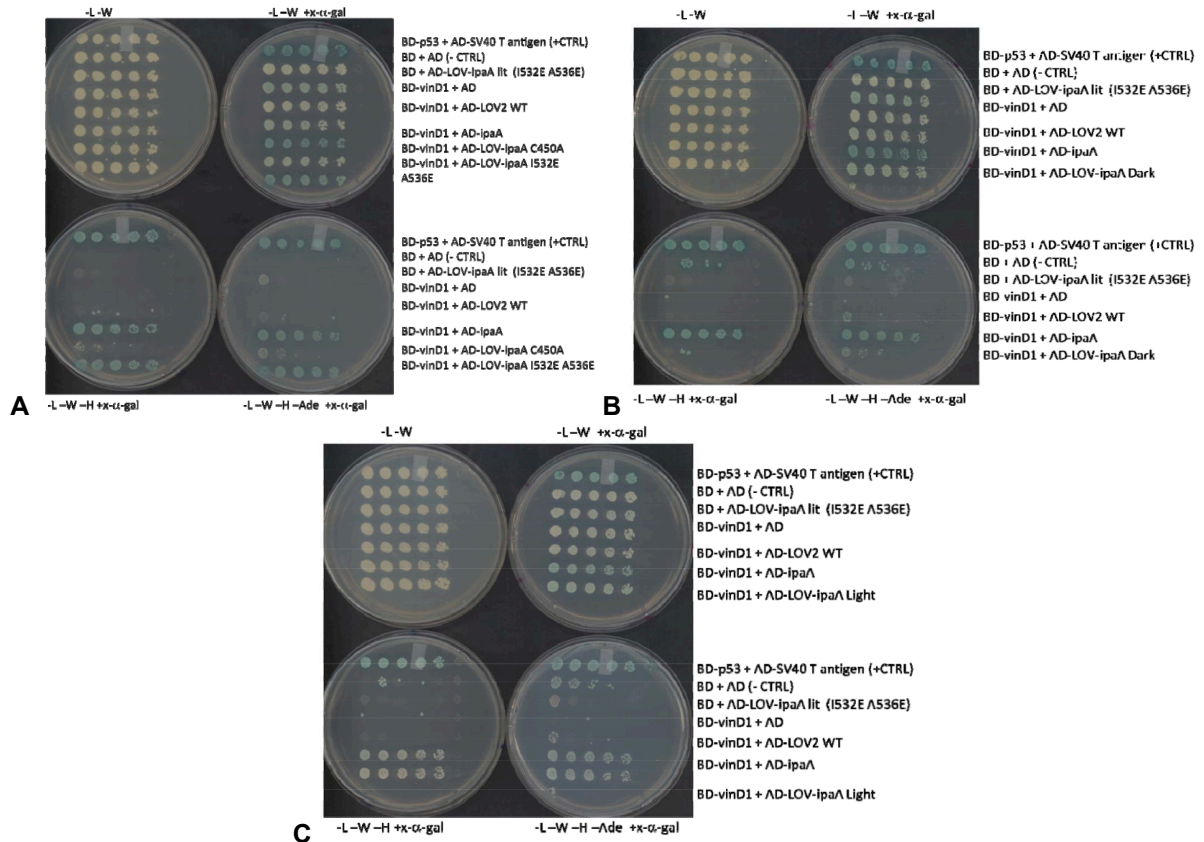 -L -W
-L –W +x-α-gal
BD-p53 + AD-SV40 T antigen (+CTRL)
BD + AD (- CTRL)
BD + AD-LOV-ipaA lit (I532E A536E)
BD-vinD1 + AD
BD-vinD1 + AD-LOV2 WT
BD-vinD1 + AD-ipaA
BD-vinD1 + AD-LOV-ipaA C450A
BD-vinD1 + AD-LOV-ipaA I532E
A536E
BD-p53 + AD-SV40 T antigen (+CTRL)
BD + AD (- CTRL)
BD + AD-LOV-ipaA lit (I532E A536E)
BD-vinD1 + AD
BD-vinD1 + AD-LOV2 WT
BD-vinD1 + AD-ipaA
BD-vinD1 + AD-LOV-ipaA C450A
BD-vinD1 + AD-LOV-ipaA I532E A536E
A
-L –W –H +x-α-gal
-L –W –H –Ade +x-α-gal
-L -W
-L –W +x-α-gal
BD-p53 + AD-SV40 T antigen (+CTRL)
BD + AD (- CTRL)
BD + AD-LOV-ipaA lit (I532E A536E)
BD-vinD1 + AD
BD-vinD1 + AD-LOV2 WT
BD-vinD1 + AD-ipaA
BD-vinD1 + AD-LOV-ipaA Dark
BD-p53 + AD-SV40 T antigen (+CTRL)
BD + AD (- CTRL)
BD + AD-LOV-ipaA lit (I532E A536E)
BD-vinD1 + AD
BD-vinD1 + AD-LOV2 WT
BD-vinD1 + AD-ipaA
BD-vinD1 + AD-LOV-ipaA Dark
B
-L –W –H +x-α-gal
-L –W –H –Ade +x-α-gal
-L -W
-L –W +x-α-gal
BD-p53 + AD-SV40 T antigen (+CTRL)
BD + AD (- CTRL)
BD + AD-LOV-ipaA lit (I532E A536E)
BD-vinD1 + AD
BD-vinD1 + AD-LOV2 WT
BD-vinD1 + AD-ipaA
BD-vinD1 + AD-LOV-ipaA Light
BD-p53 + AD-SV40 T antigen (+CTRL)
BD + AD (- CTRL)
BD + AD-LOV-ipaA lit (I532E A536E)
BD-vinD1 + AD
BD-vinD1 + AD-LOV2 WT
BD-vinD1 + AD-ipaA
BD-vinD1 + AD-LOV-ipaA Light
C
-L –W –H +x-α-gal
-L –W –H –Ade +x-α-gal